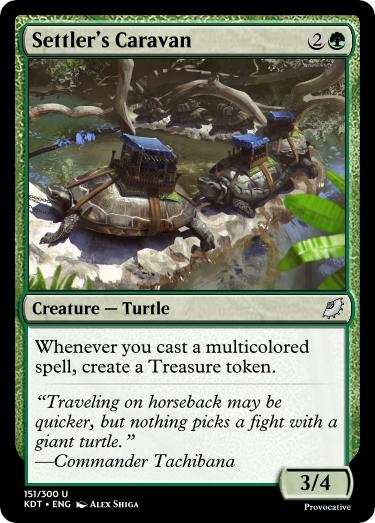 Settler's Caravan 2
Creature — Turtle
Whenever you cast a multicolored
spell, create a Treasure token.
“Traveling on horseback may be
quicker, but nothing picks a fight with a
giant turtle.”
—Commander Tachibana
3/4
151/300 U
KDT • ENG Alex Shiga
Provocative